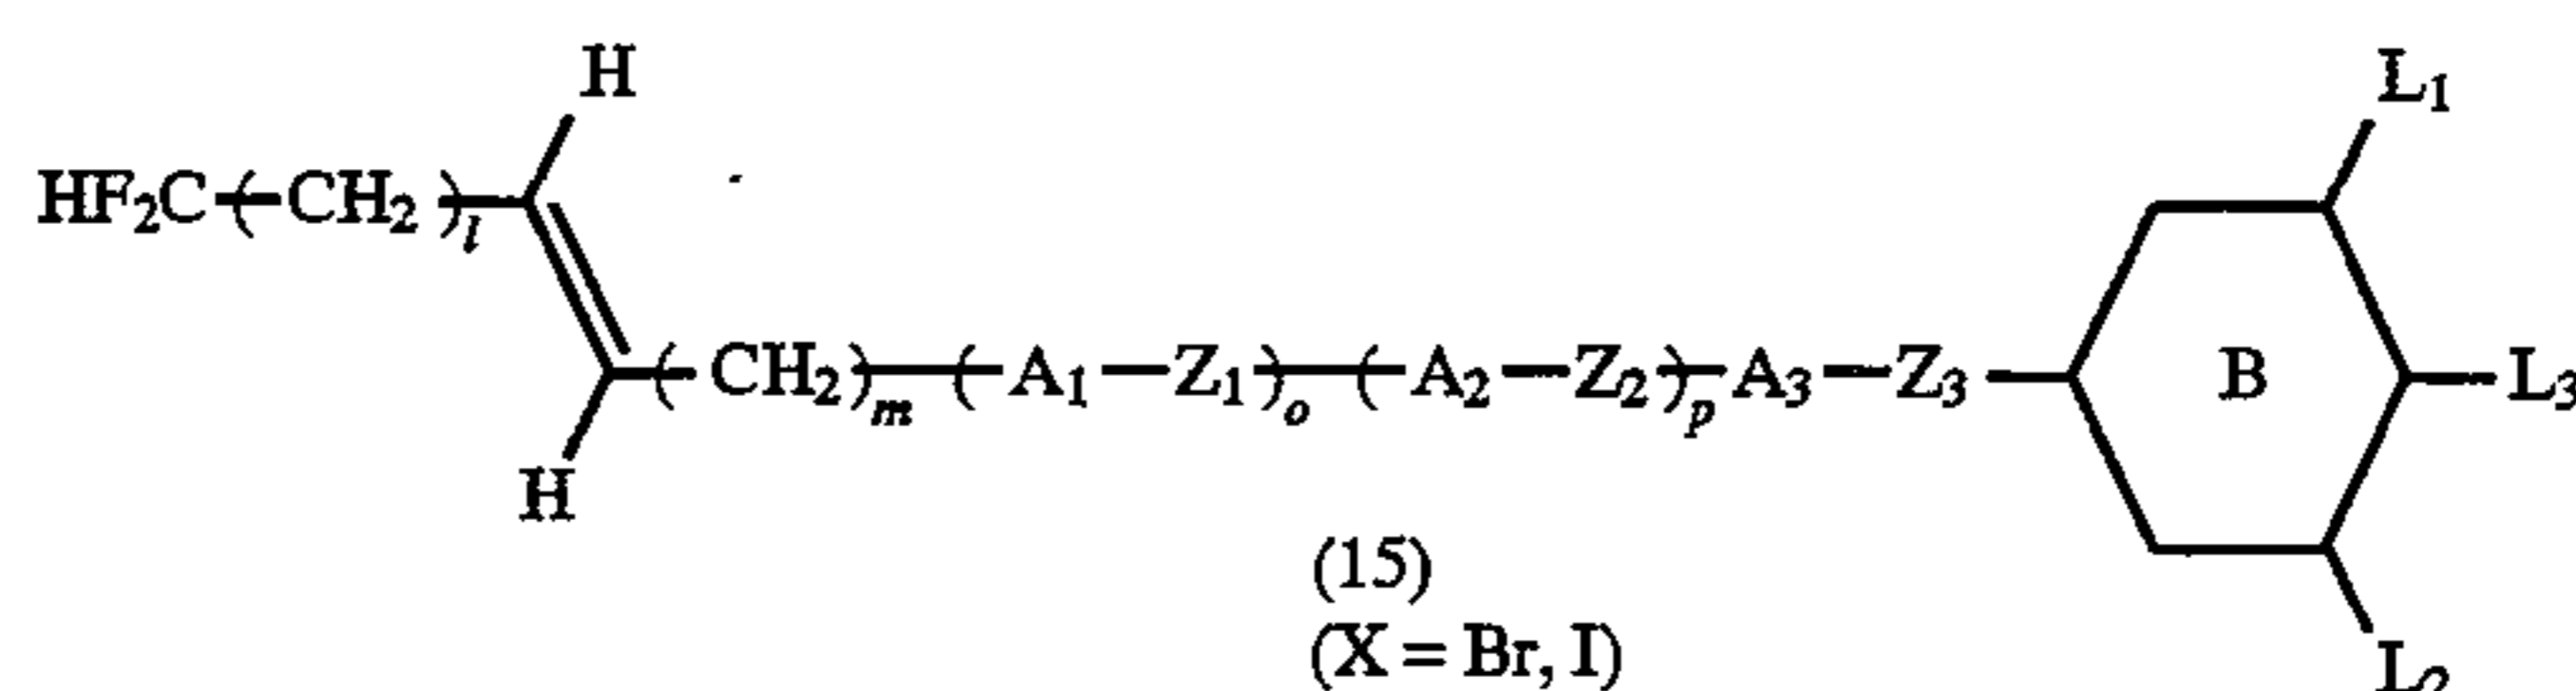 H
L₁
HF₂C(CH₂)l
(CH₂)m(A₁—Z₁)o(A₂—Z₂)pA₃—Z₃ B L₃
H
(15)
(X = Br, I)
L₂